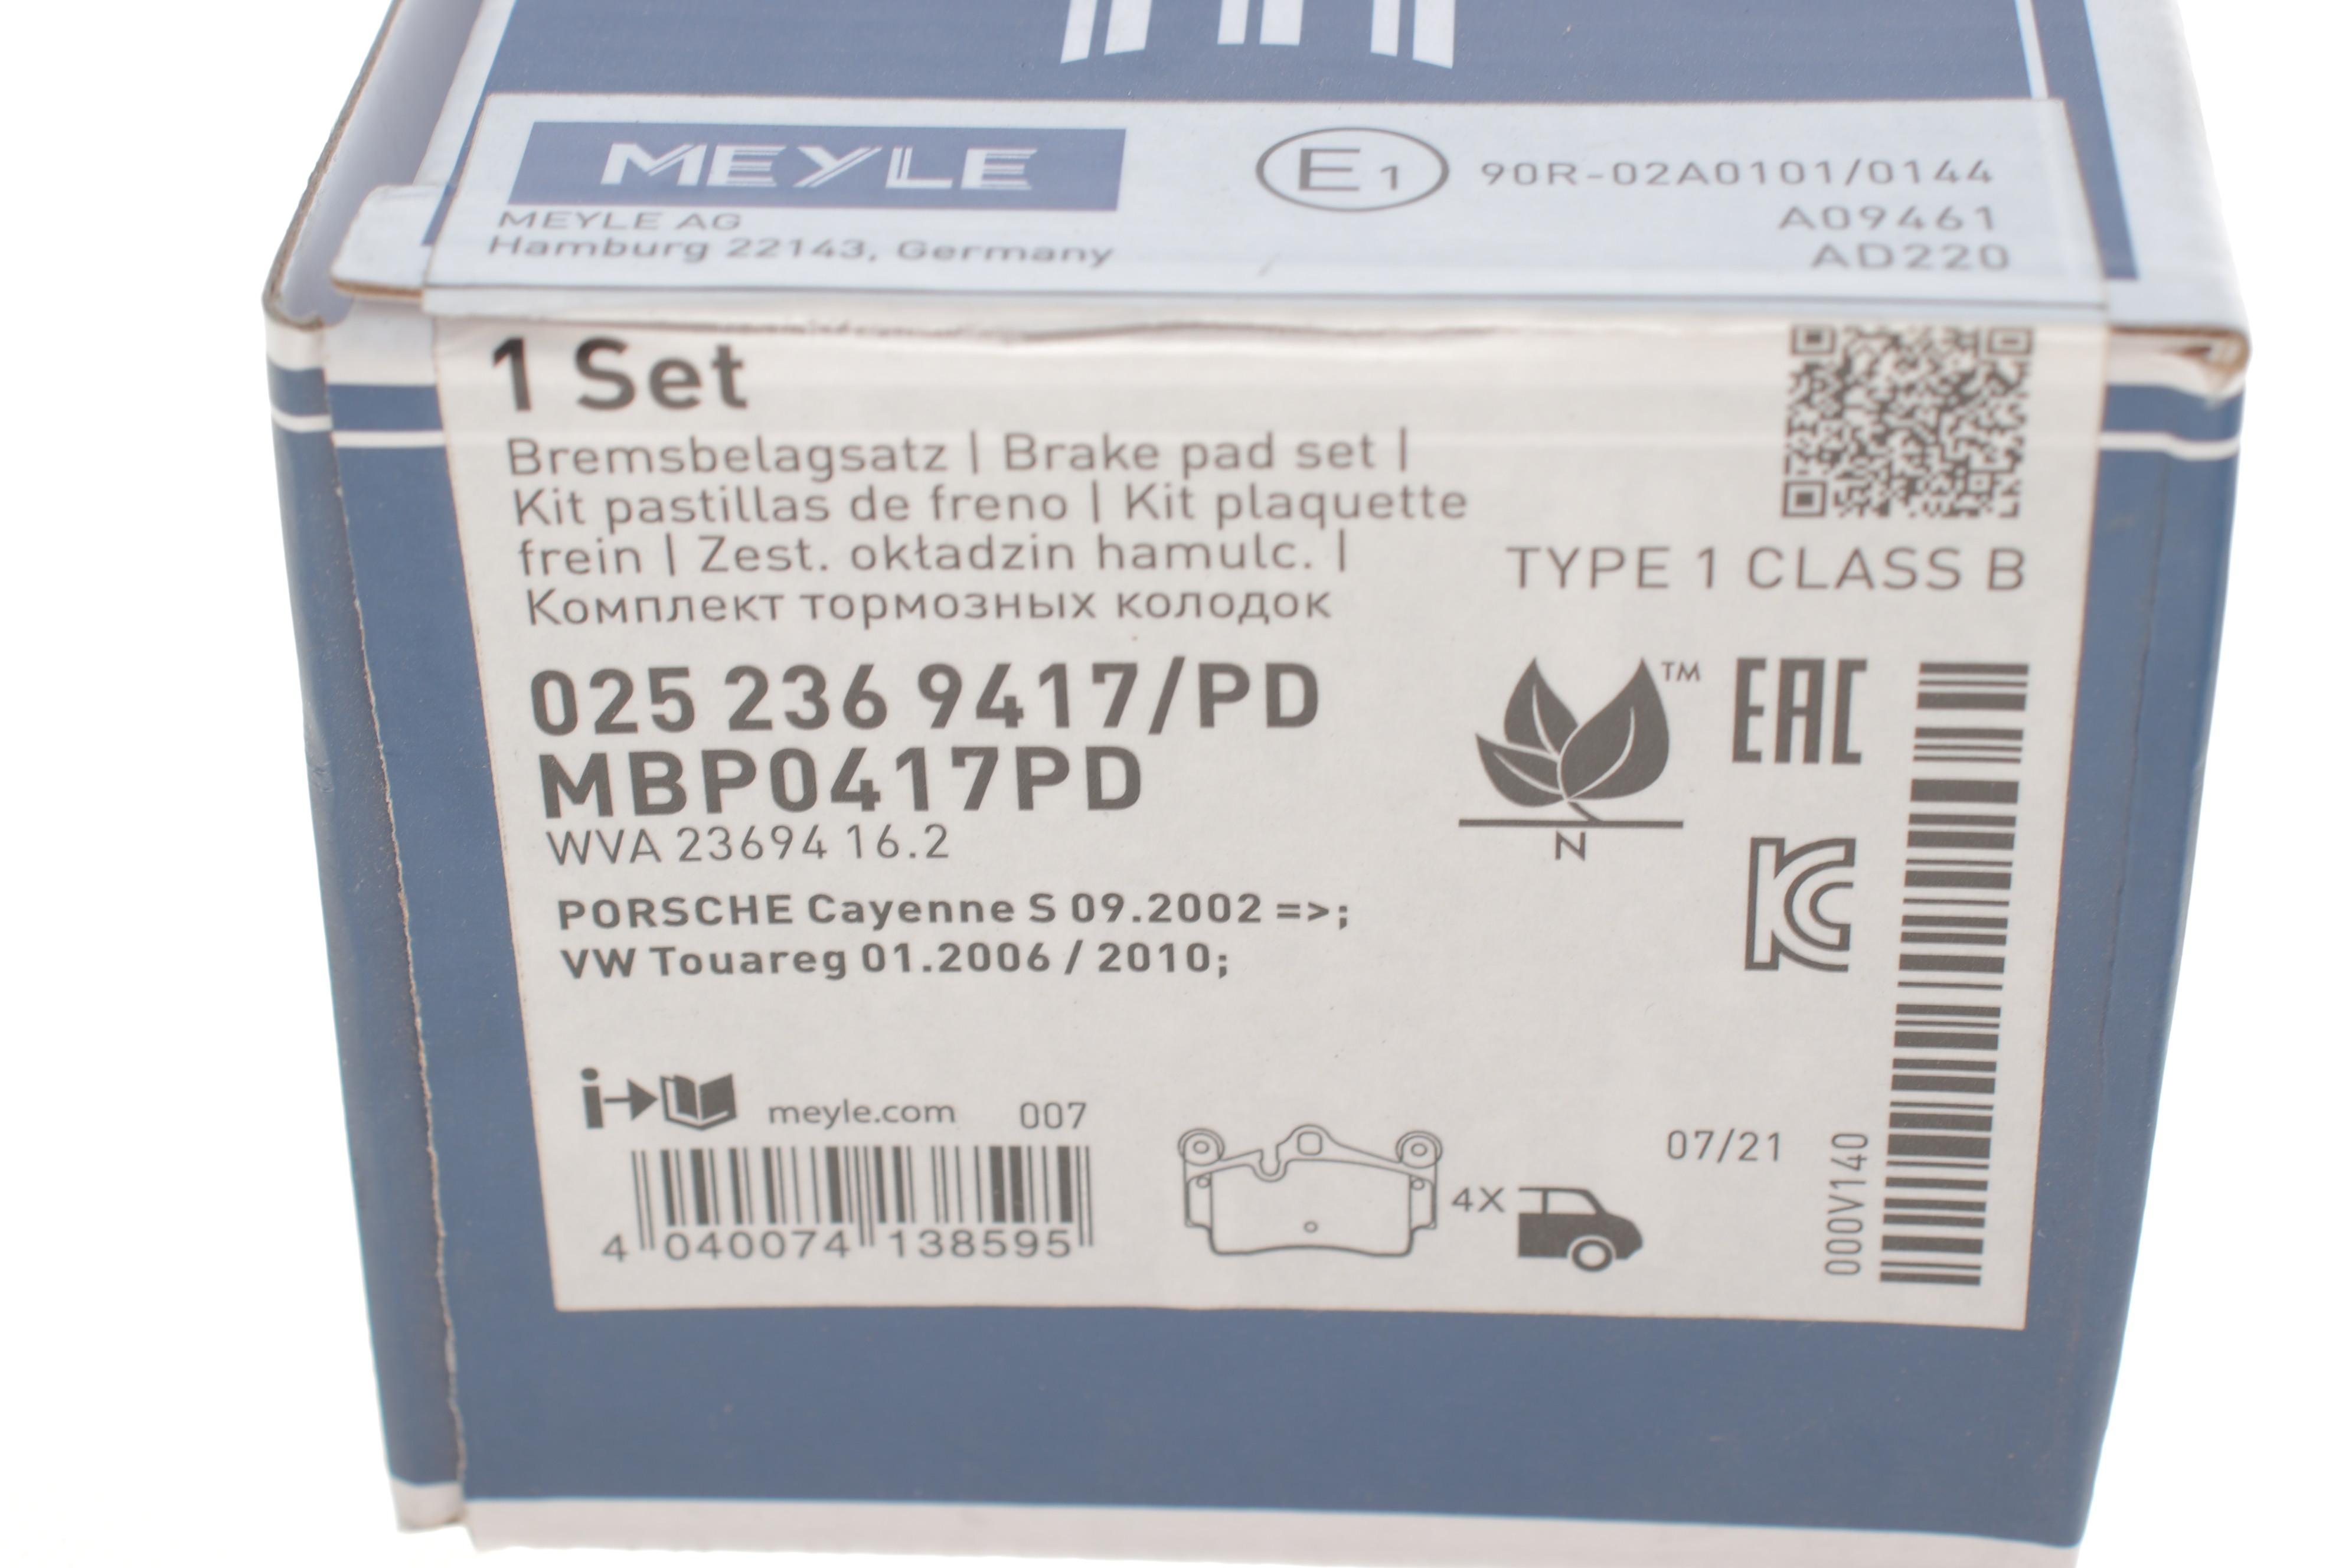 MEYLE
MEYLE AG
Hamburg 22143, Germany
E1
90R-02A0101/0144
A09461
AD220
1 Set
Bremsbelagsatz | Brake pad set |
Kit pastillas de freno | Kit plaquette
frein | Zest. okładzin hamulc. |
Комплект тормозных колодок
TYPE 1 CLASS B
025 236 9417/PD
MBP0417PD
WVA 23694 16.2
TM
N
EAC
KC
PORSCHE Cayenne S 09.2002 =>;
VW Touareg 01.2006 / 2010;
i
meyle.com
007
4 040074 138595
4X
07/21
000V140